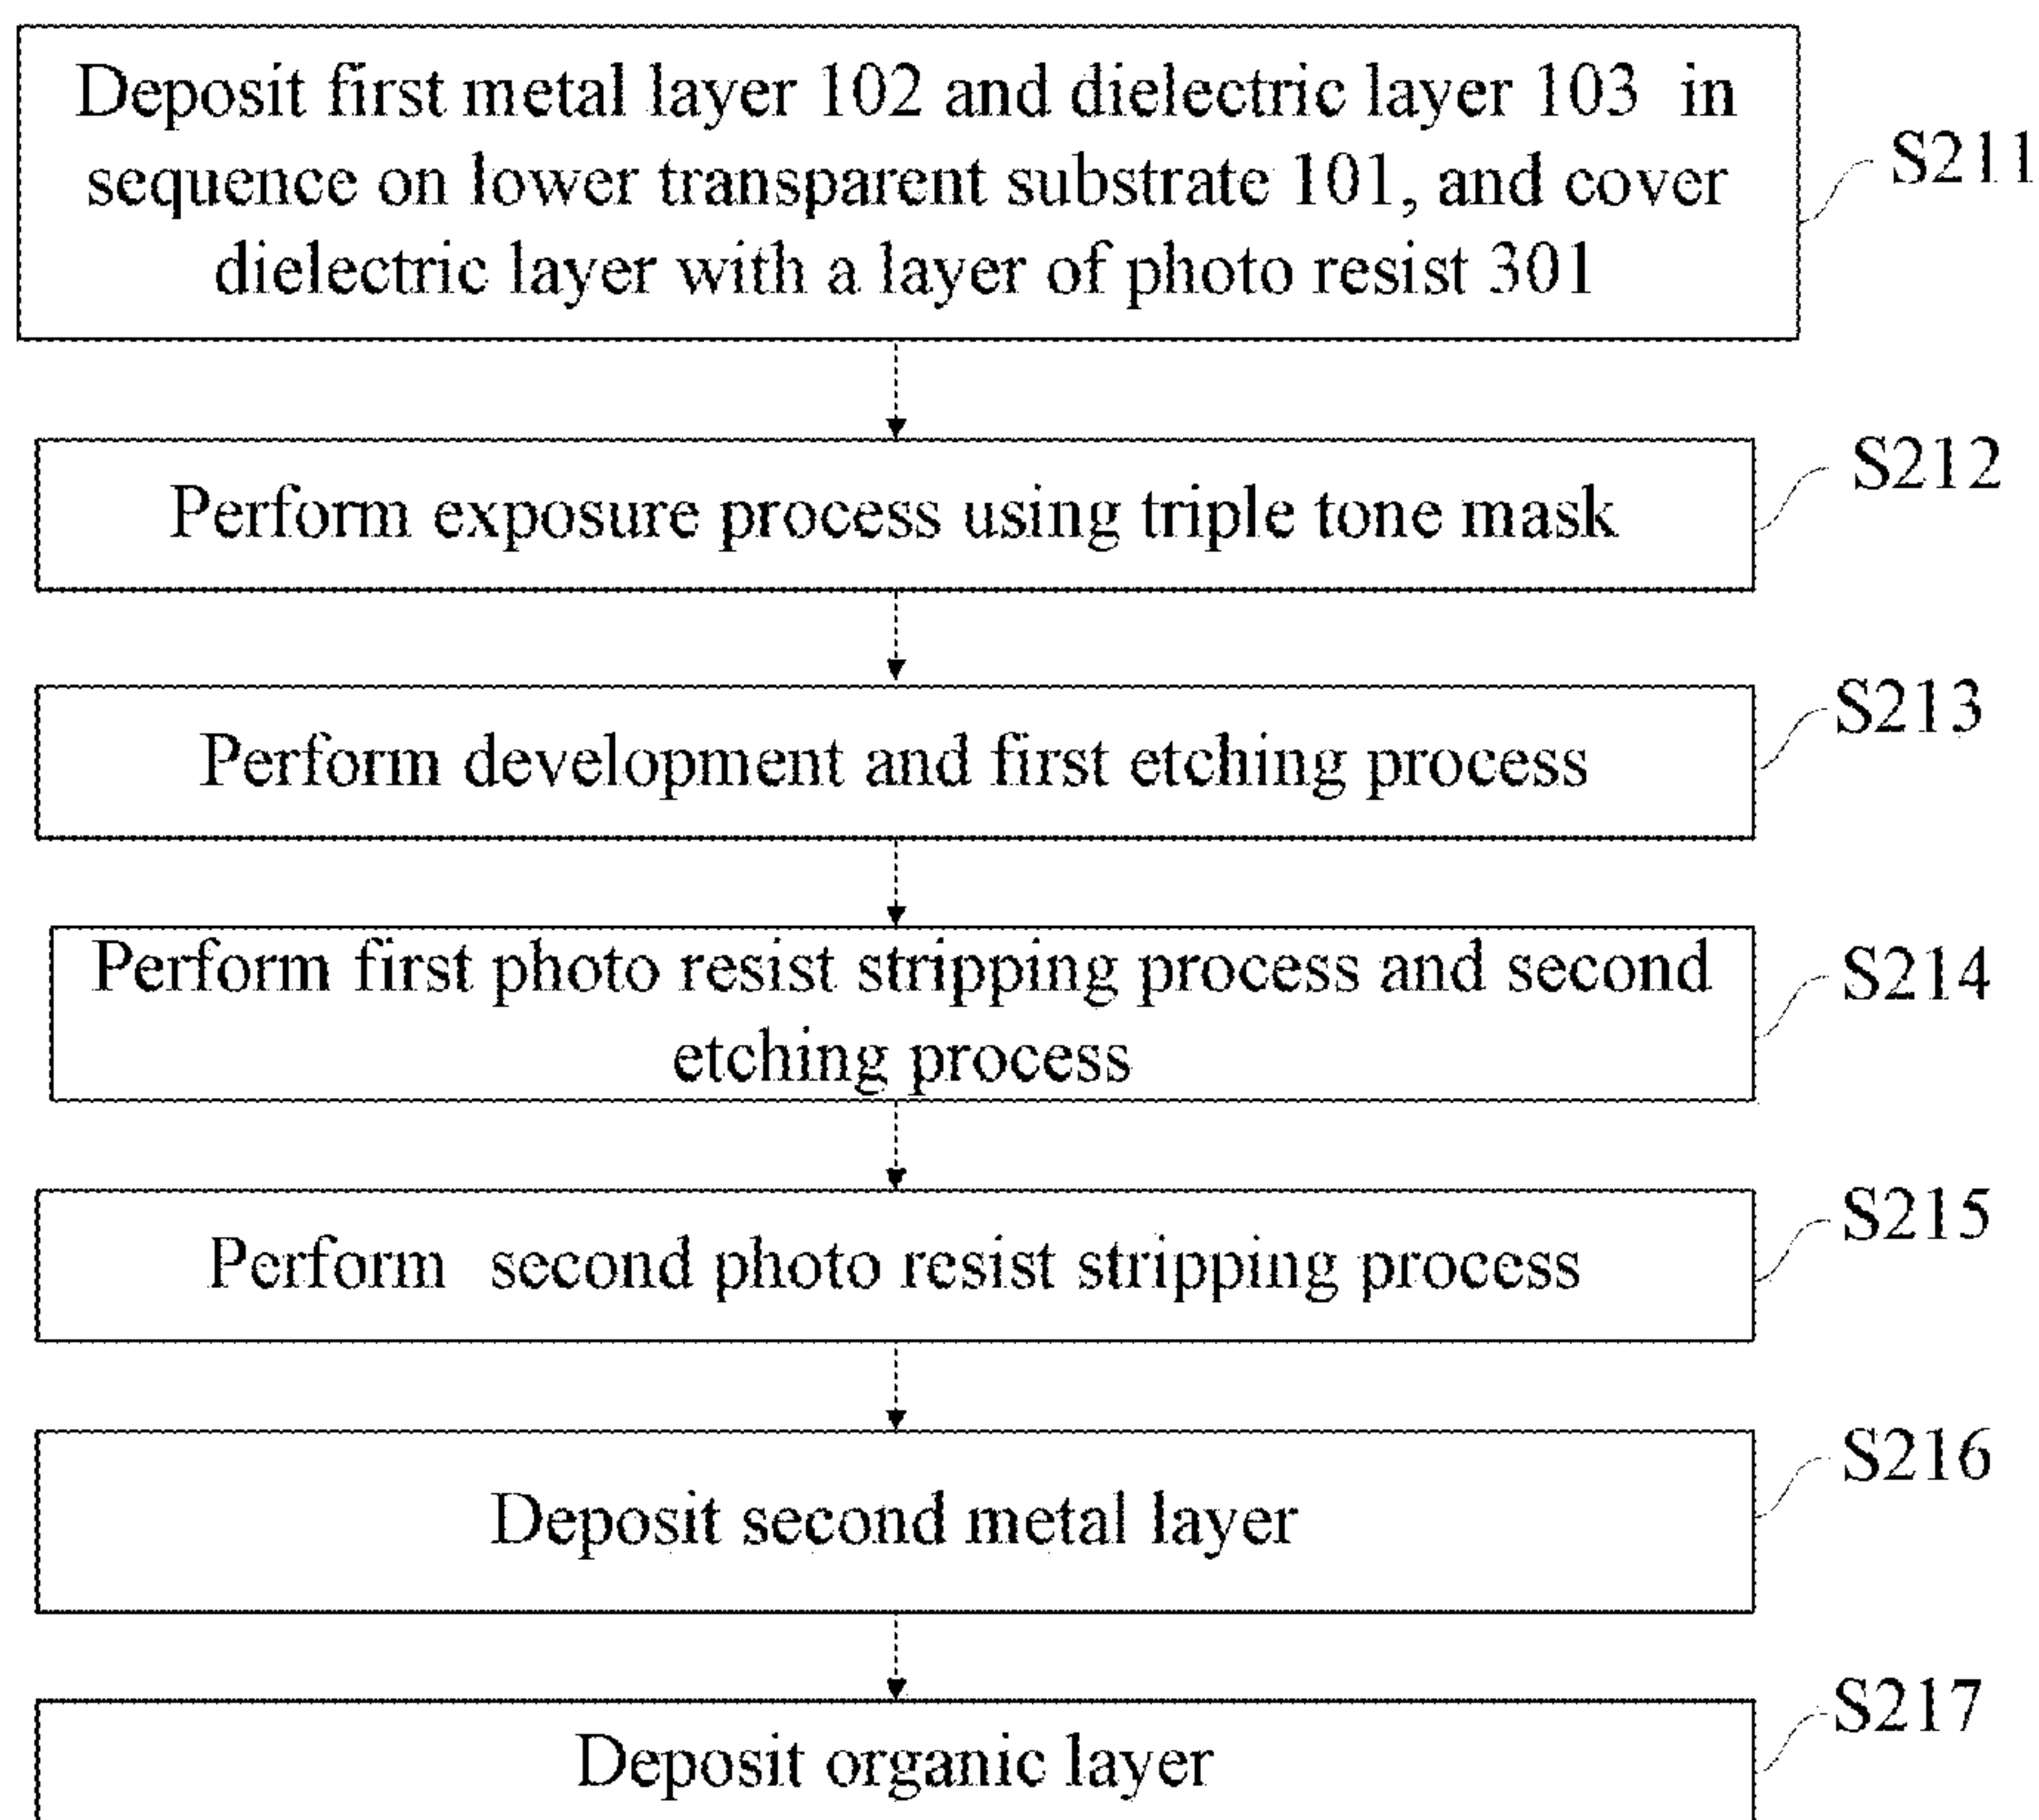 Deposit first metal layer 102 and dielectric layer 103 in
sequence on lower transparent substrate 101, and cover
dielectric layer with a layer of photo resist 301
S211
Perform exposure process using triple tone mask
S212
Perform development and first etching process
S213
Perform first photo resist stripping process and second
etching process
S214
Perform second photo resist stripping process
S215
Deposit second metal layer
S216
Deposit organic layer
S217